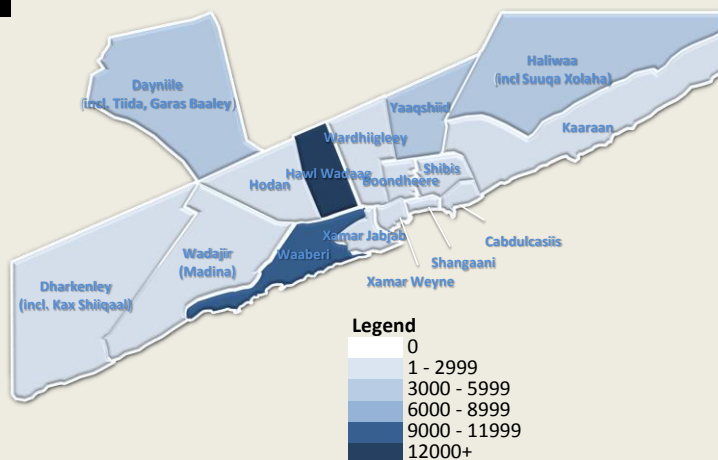 Dayniile
(incl. Tiida, Garas Baaley)
Haliwaa
(incl Suuqa Xolaha)
Yaaqshiid
Kaaraan
Wardhiigleey
Hawl Wadaag
Shibis
Boondheere
Hodan
Xamar Jabjab
Cabdulcasiis
Waaberi
Wadajir
(Madina)
Shangaani
Xamar Weyne
Dharkenley
(incl. Kax Shiiqaal)
Legend
0
1 - 2999
3000 - 5999
6000 - 8999
9000 - 11999
12000+